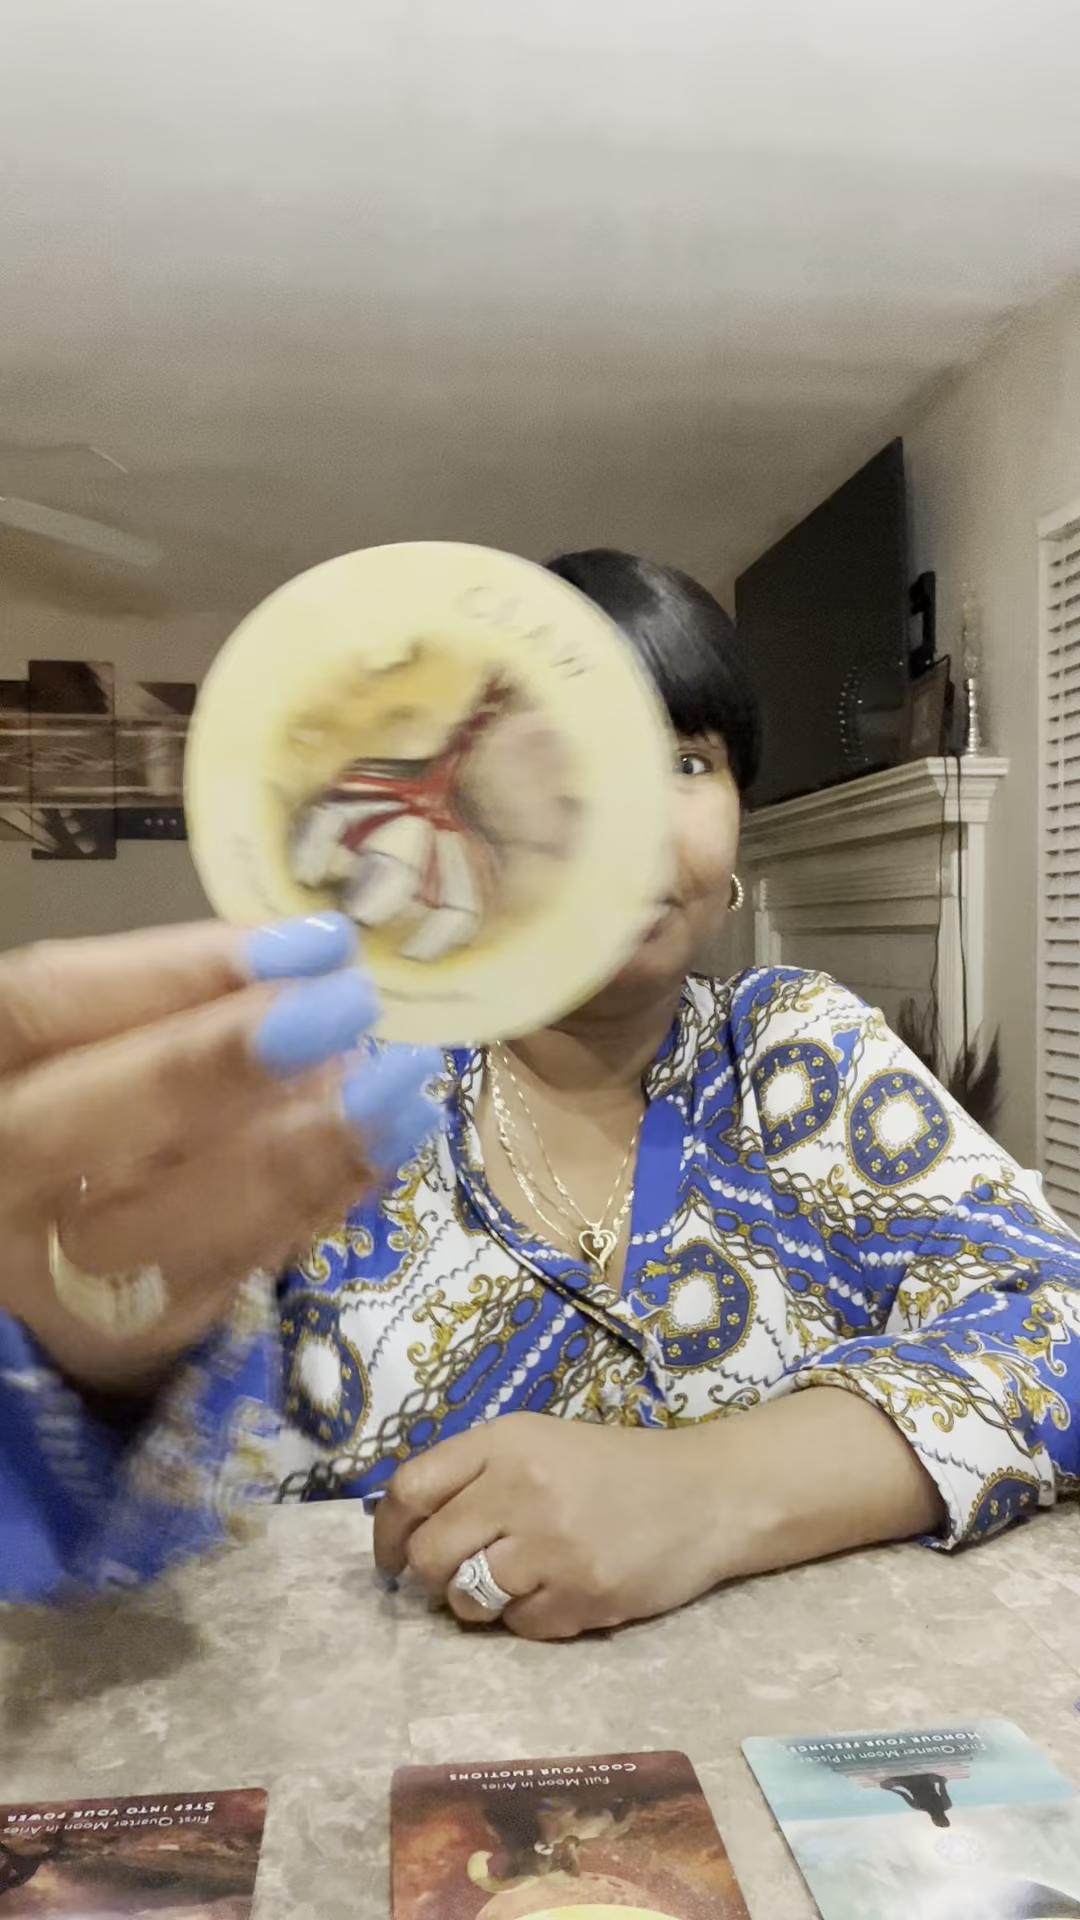 First Quarter Moon in Aries
STEP INTO YOUR POWER
Full Moon in Aries
COOL YOUR EMOTIONS
First Quarter Moon in Pisces
HONOUR YOUR FEELINGS